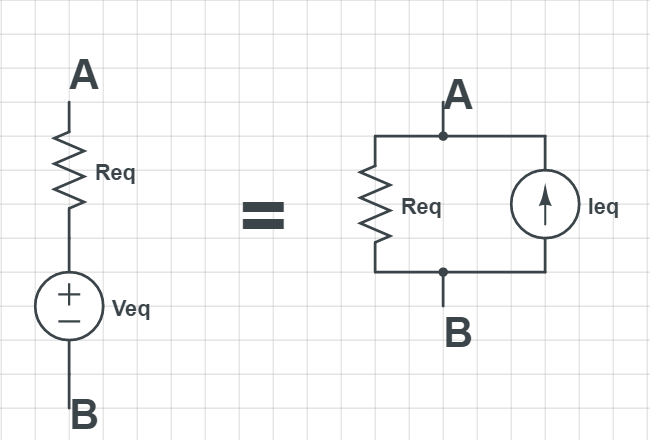 A
Req
+
−
Veq
B
=
A
Req
Ieq
B